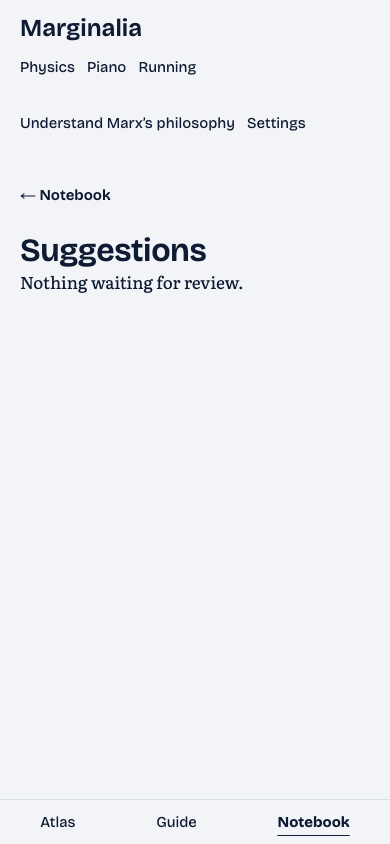 Marginalia
Physics Piano Running
Understand Marx’s philosophy Settings
← Notebook
Suggestions
Nothing waiting for review.
Atlas Guide Notebook